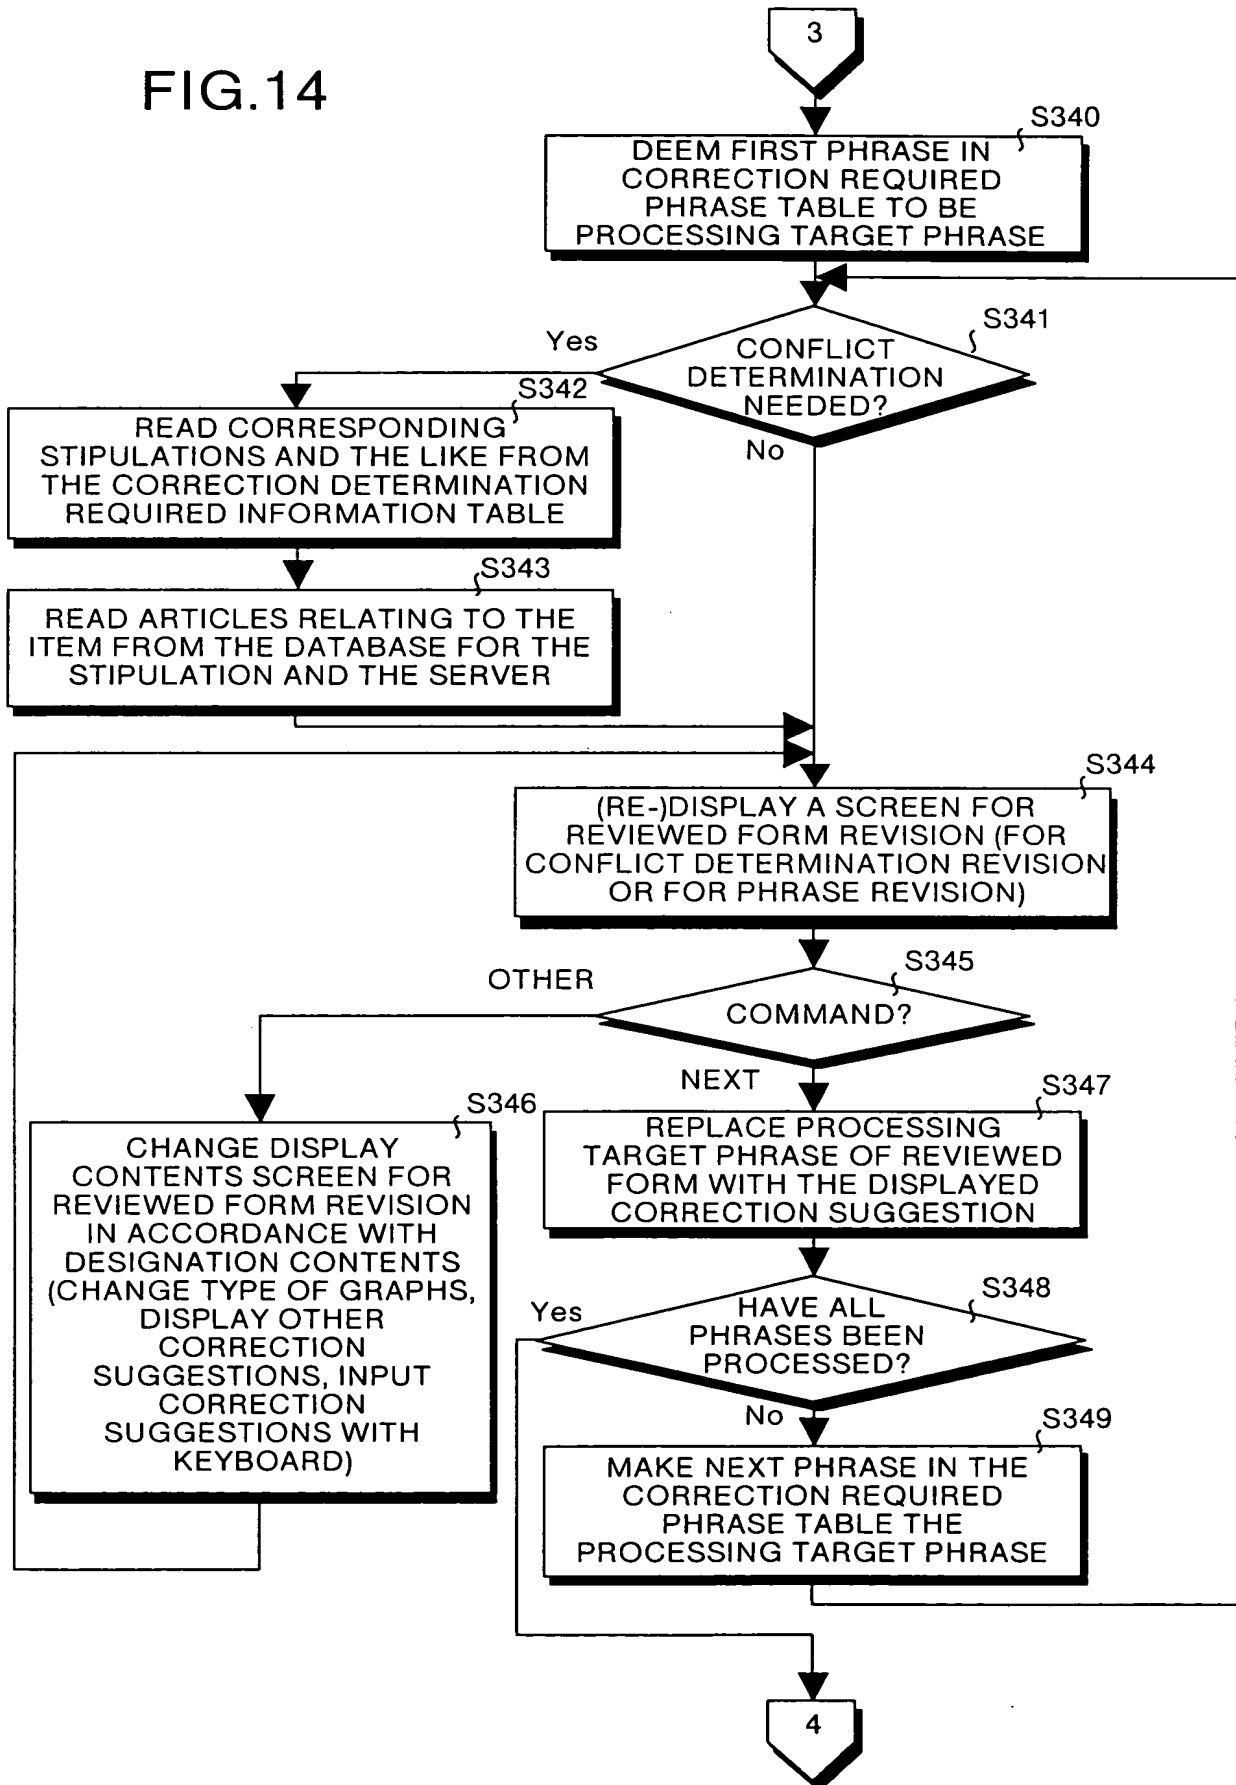 3
FIG.14
S340
DEEM FIRST PHRASE IN
CORRECTION REQUIRED
PHRASE TABLE TO BE
PROCESSING TARGET PHRASE
S341
Yes
CONFLICT
DETERMINATION
NEEDED?
No
S342
READ CORRESPONDING
STIPULATIONS AND THE LIKE FROM
THE CORRECTION DETERMINATION
REQUIRED INFORMATION TABLE
S343
READ ARTICLES RELATING TO THE
ITEM FROM THE DATABASE FOR THE
STIPULATION AND THE SERVER
S344
(RE-)DISPLAY A SCREEN FOR
REVIEWED FORM REVISION (FOR
CONFLICT DETERMINATION REVISION
OR FOR PHRASE REVISION)
S345
OTHER
COMMAND?
NEXT
S346
CHANGE DISPLAY
CONTENTS SCREEN FOR
REVIEWED FORM REVISION
IN ACCORDANCE WITH
DESIGNATION CONTENTS
(CHANGE TYPE OF GRAPHS,
DISPLAY OTHER
CORRECTION
SUGGESTIONS, INPUT
CORRECTION
SUGGESTIONS WITH
KEYBOARD)
S347
REPLACE PROCESSING
TARGET PHRASE OF REVIEWED
FORM WITH THE DISPLAYED
CORRECTION SUGGESTION
S348
Yes
HAVE ALL
PHRASES BEEN
PROCESSED?
No
S349
MAKE NEXT PHRASE IN THE
CORRECTION REQUIRED
PHRASE TABLE THE
PROCESSING TARGET PHRASE
4